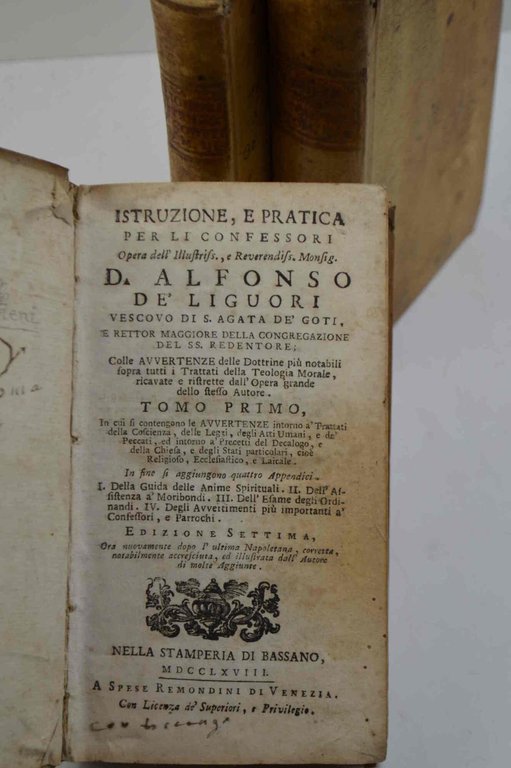 ISTRUZIONE, E PRATICA
PER LI CONFESSORI
Opera dell' Illustriss., e Reverendiss. Monsig.
D. ALFONSO
DE' LIGUORI
VESCOVO DI S. AGATA DE' GOTI,
E RETTOR MAGGIORE DELLA CONGREGAZIONE
DEL SS. REDENTORE;
Colle AVVERTENZE delle Dottrine più notabili
sopra tutti i Trattati della Teologia Morale,
ricavate e ristrette dall' Opera grande
dello stesso Autore.
TOMO PRIMO,
In cui si contengono le AVVERTENZE intorno a' Trattati
della Coscienza, delle Leggi, degli Atti Umani, e de'
Peccati, ed intorno a' Precetti del Decalogo, e
della Chiesa, e degli Stati particolari, cioè
Religioso, Ecclesiastico, e Laicale.
In fine si aggiungono quattro Appendici.
I. Della Guida delle Anime Spirituali. II. Dell' As-
sistenza a' Moribondi. III. Dell' Esame degli Ordi-
nandi. IV. Degli Avvertimenti più importanti a'
Confessori, e Parrochi.
EDIZIONE SETTIMA,
Ora nuovamente dopo l' ultima Napoletana, corretta,
notabilmente accresciuta, ed illustrata dall' Autore
di molte Aggiunte.
NELLA STAMPERIA DI BASSANO,
MDCCLXVIII.
A SPESE REMONDINI DI VENEZIA.
Con Licenza de' Superiori, e Privilegio.